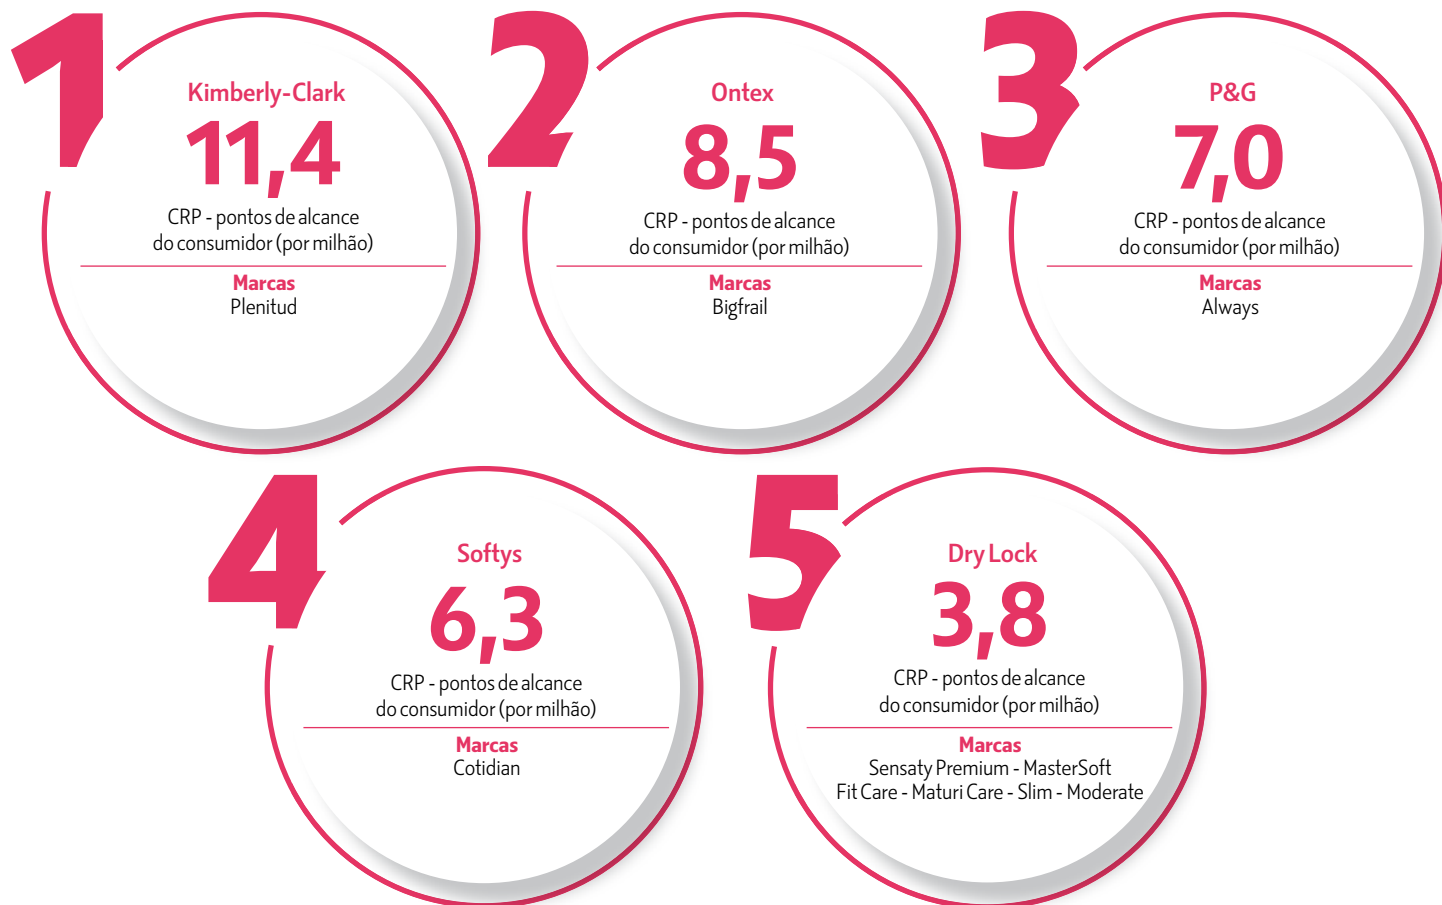 1
Kimberly-Clark
11,4
CRP - pontos de alcance
do consumidor (por milhão)
Marcas
Plenitud
2
Ontex
8,5
CRP - pontos de alcance
do consumidor (por milhão)
Marcas
Bigfrail
3
P&G
7,0
CRP - pontos de alcance
do consumidor (por milhão)
Marcas
Always
4
Softys
6,3
CRP - pontos de alcance
do consumidor (por milhão)
Marcas
Cotidian
5
Dry Lock
3,8
CRP - pontos de alcance
do consumidor (por milhão)
Marcas
Sensaty Premium - MasterSoft
Fit Care - Maturi Care - Slim - Moderate